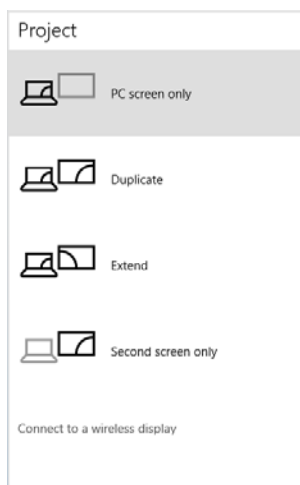 Project
PC screen only
Duplicate
Extend
Second screen only
Connect to a wireless display